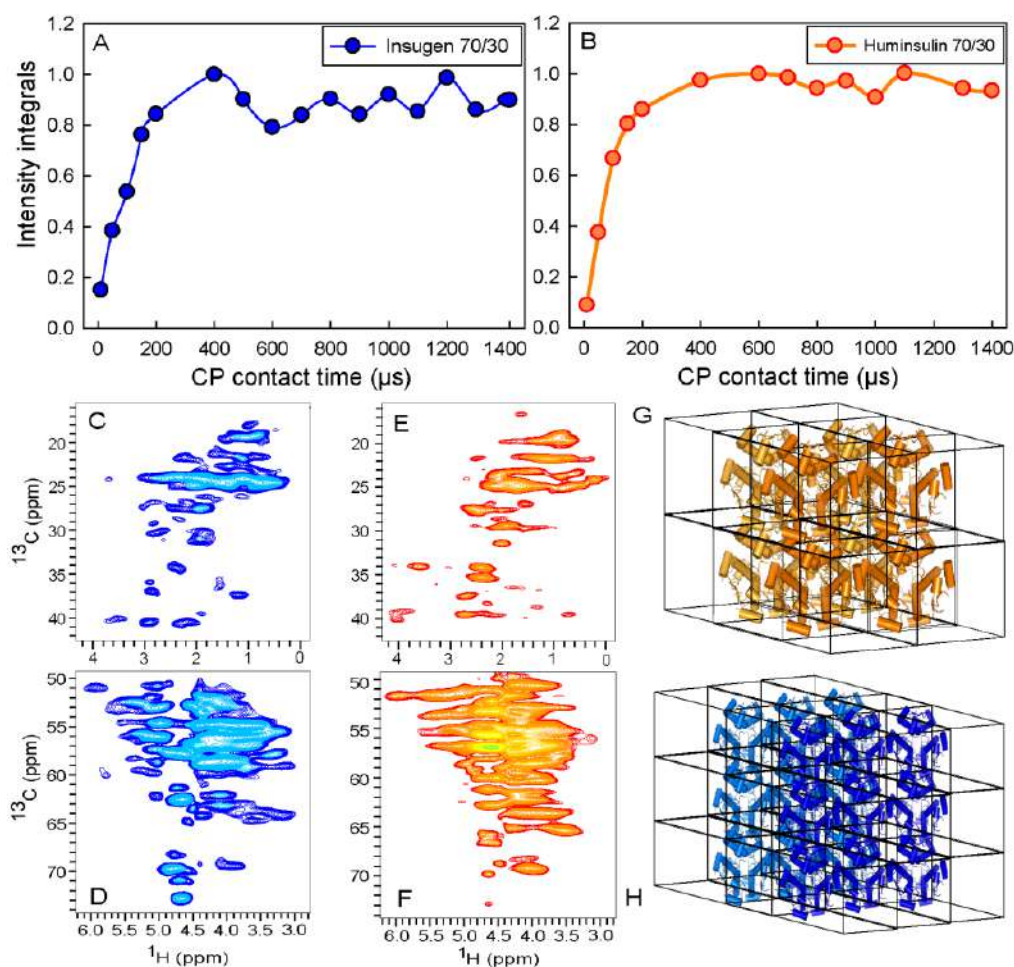 A
Insugen 70/30
B
Huminsulin 70/30
Intensity integrals
1.2
1.0
0.8
0.6
0.4
0.2
0.0
1.2
1.0
0.8
0.6
0.4
0.2
0.0
0 200 400 600 800 1000 1200 1400
0 200 400 600 800 1000 1200 1400
CP contact time (µs)
CP contact time (µs)
C
E
G
13C (ppm)
20
25
30
35
40
20
25
30
35
40
4 3 2 1 0
4 3 2 1 0
13C (ppm)
50
55
60
65
70
50
55
60
65
70
D
F
H
6.0 5.5 5.0 4.5 4.0 3.5 3.0
6.0 5.5 5.0 4.5 4.0 3.5 3.0
1H (ppm)
1H (ppm)